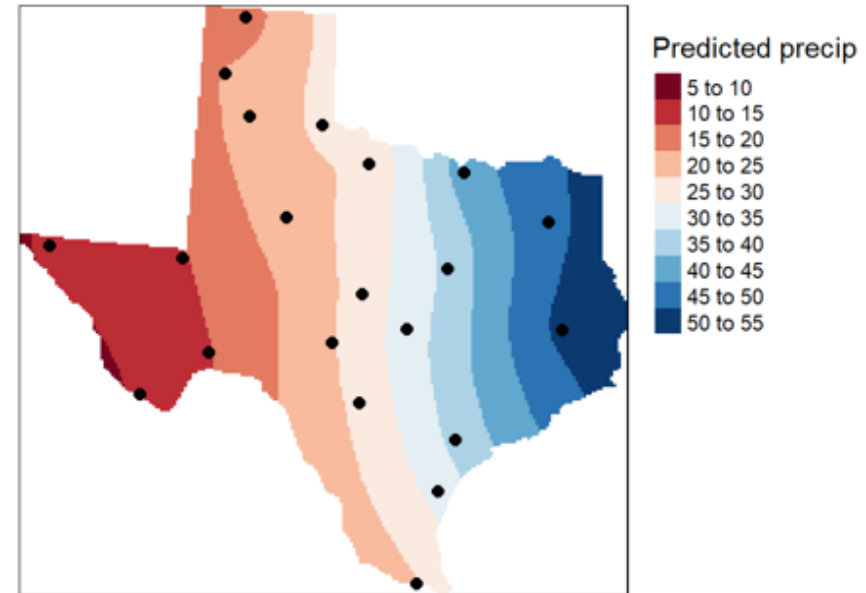 Predicted precip
5 to 10
10 to 15
15 to 20
20 to 25
25 to 30
30 to 35
35 to 40
40 to 45
45 to 50
50 to 55